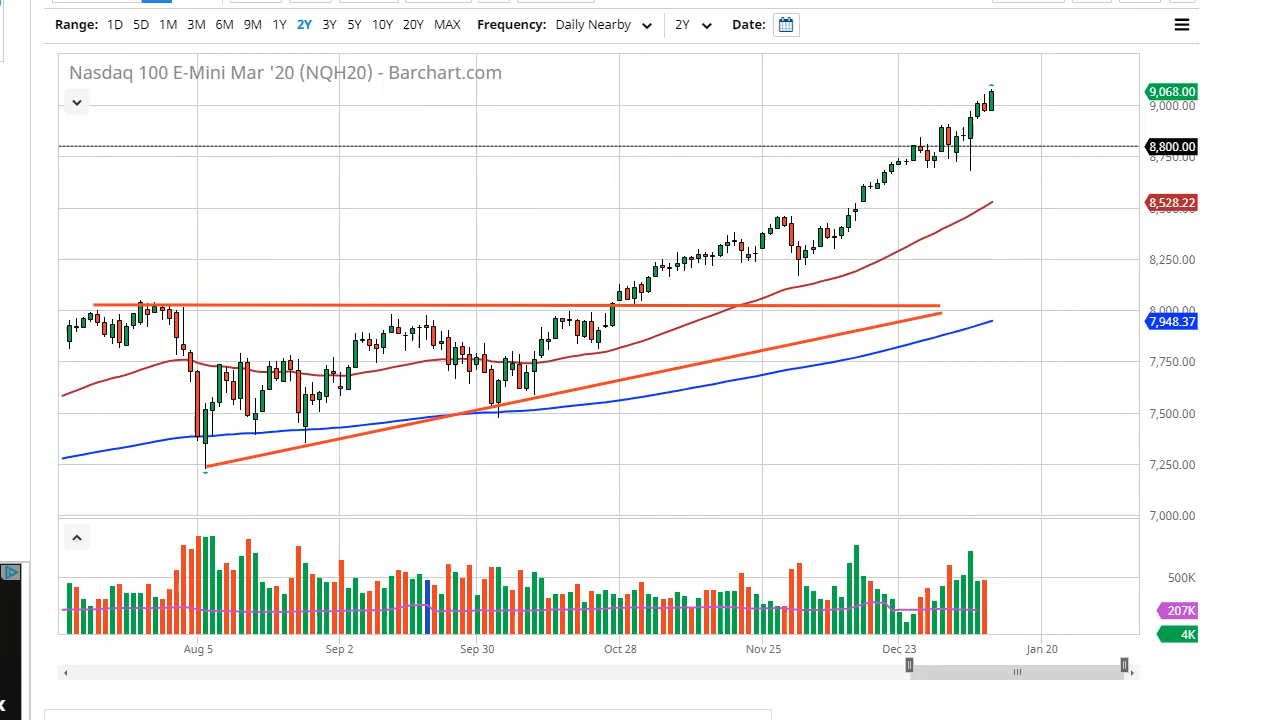 Range: 1D 5D 1M 3M 6M 9M 1Y 2Y 3Y 5Y 10Y 20Y MAX Frequency: Daily Nearby 2Y Date:
Nasdaq 100 E-Mini Mar '20 (NQH20) - Barchart.com
9,068.00
9,000.00
8,800.00
8,750.00
8,528.22
8,250.00
8,000.00
7,948.37
7,750.00
7,500.00
7,250.00
7,000.00
500K
207K
4K
Aug 5 Sep 2 Sep 30 Oct 28 Nov 25 Dec 23 Jan 20